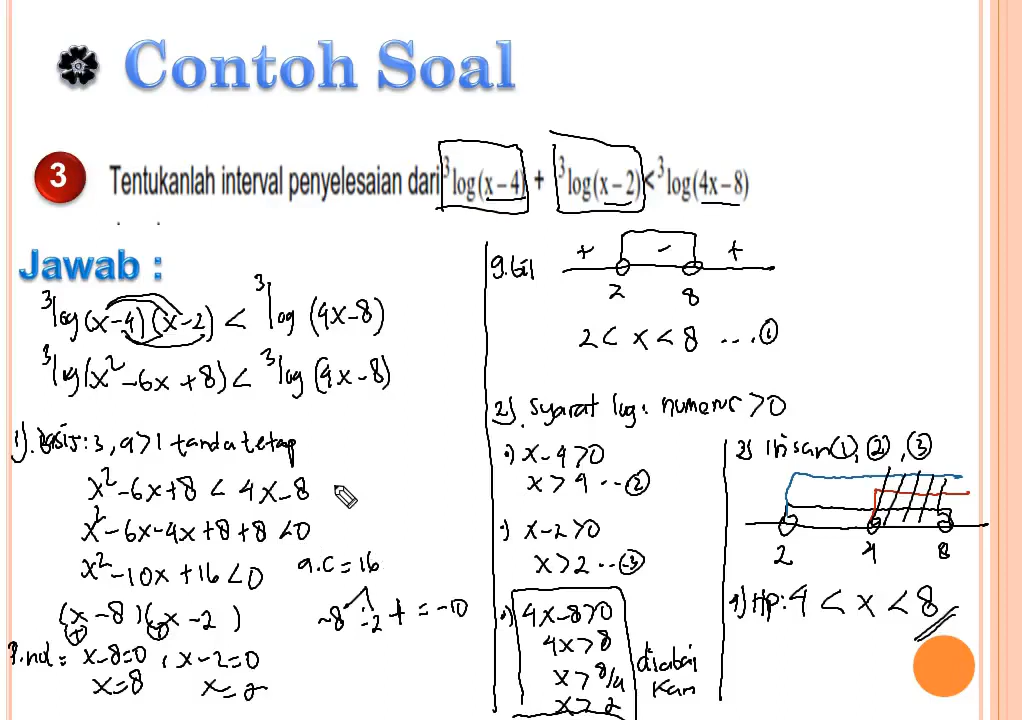 Contoh Soal
3
Tentukanlah interval penyelesaian dari ³log(x – 4) + ³log(x – 2) < ³log(4x – 8)
Jawab :
³log(x-4)(x-2) < ³log (4x-8)
³log(x²-6x+8) < ³log (4x-8)
1). basis: 3, a>1 tanda tetap
x²-6x+8 < 4x-8
x²-6x-4x+8+8 <0
x²-10x+16 <0
a.c = 16
(x-8)(x-2)
-8 -2 + = -10
P.nol = x-8=0 , x-2=0
x=8 x=2
g.bil
+ - +
2 8
2 < x < 8 ...①
2). Syarat log: numerus >0
•) x-4>0
x>4 ...②
•) x-2>0
x>2 ...③
•) 4x-8>0
4x>8
x>8/4
x>2
diabai
kan
3) Irisan ①, ②, ③
2 4 8
4) Hp: 4 < x < 8